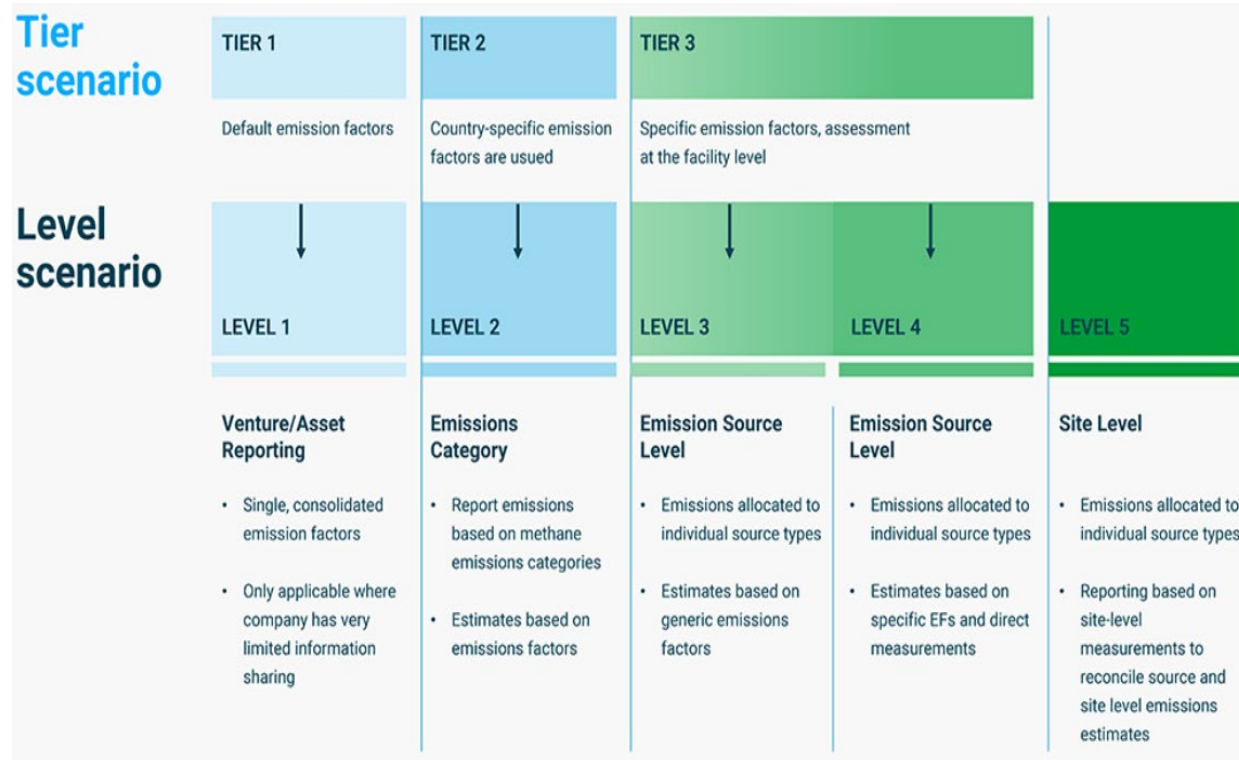 Tier
scenario
TIER 1
TIER 2
TIER 3
Default emission factors
Country-specific emission
factors are usued
Specific emission factors, assessment
at the facility level
Level
scenario
LEVEL 1
LEVEL 2
LEVEL 3
LEVEL 4
LEVEL 5
Venture/Asset
Reporting
• Single, consolidated
emission factors
• Only applicable where
company has very
limited information
sharing
Emissions
Category
• Report emissions
based on methane
emissions categories
• Estimates based on
emissions factors
Emission Source
Level
• Emissions allocated to
individual source types
• Estimates based on
generic emissions
factors
Emission Source
Level
• Emissions allocated to
individual source types
• Estimates based on
specific EFs and direct
measurements
Site Level
• Emissions allocated to
individual source types
• Reporting based on
site-level
measurements to
reconcile source and
site level emissions
estimates